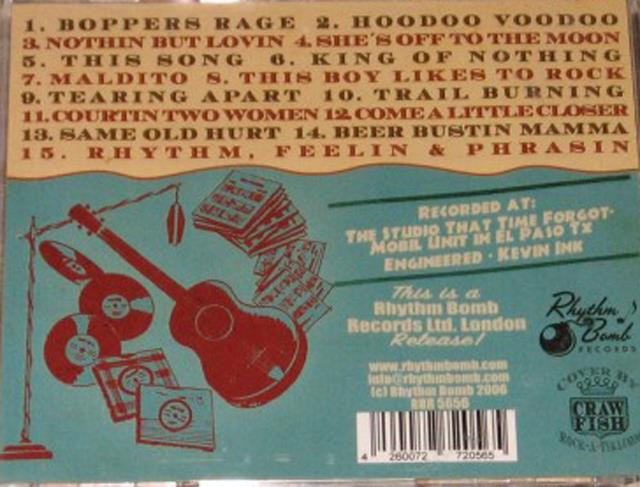 1. BOPPERS RAGE 2. HOODOO VOODOO
3. NOTHIN BUT LOVIN 4. SHE'S OFF TO THE MOON
5. THIS SONG 6. KING OF NOTHING
7. MALDITO 8. THIS BOY LIKES TO ROCK
9. TEARING APART 10. TRAIL BURNING
11. COURTIN TWO WOMEN 12. COME A LITTLE CLOSER
13. SAME OLD HURT 14. BEER BUSTIN MAMMA
15. RHYTHM, FEELIN & PHRASIN
RECORDED AT:
THE STUDIO THAT TIME FORGOT-
MOBIL UNIT IN EL PASO TX
ENGINEERED - KEVIN INK
This is a
Rhythm Bomb
Records Ltd. London
Release!
www.rhythmbomb.com
info@rhythmbomb.com
(c) Rhythm Bomb 2006
RBR 5656
4 260072 720565
Rhythm
Bomb
RECORDS
COVER BY
CRAW
FISH